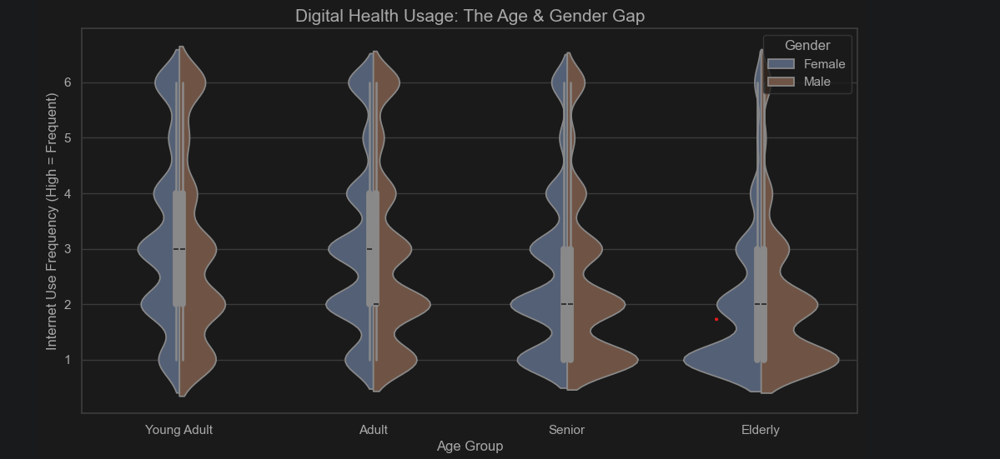 Digital Health Usage: The Age & Gender Gap
Gender
Female
Male
Internet Use Frequency (High = Frequent)
6
5
4
3
2
1
Young Adult
Adult
Senior
Elderly
Age Group